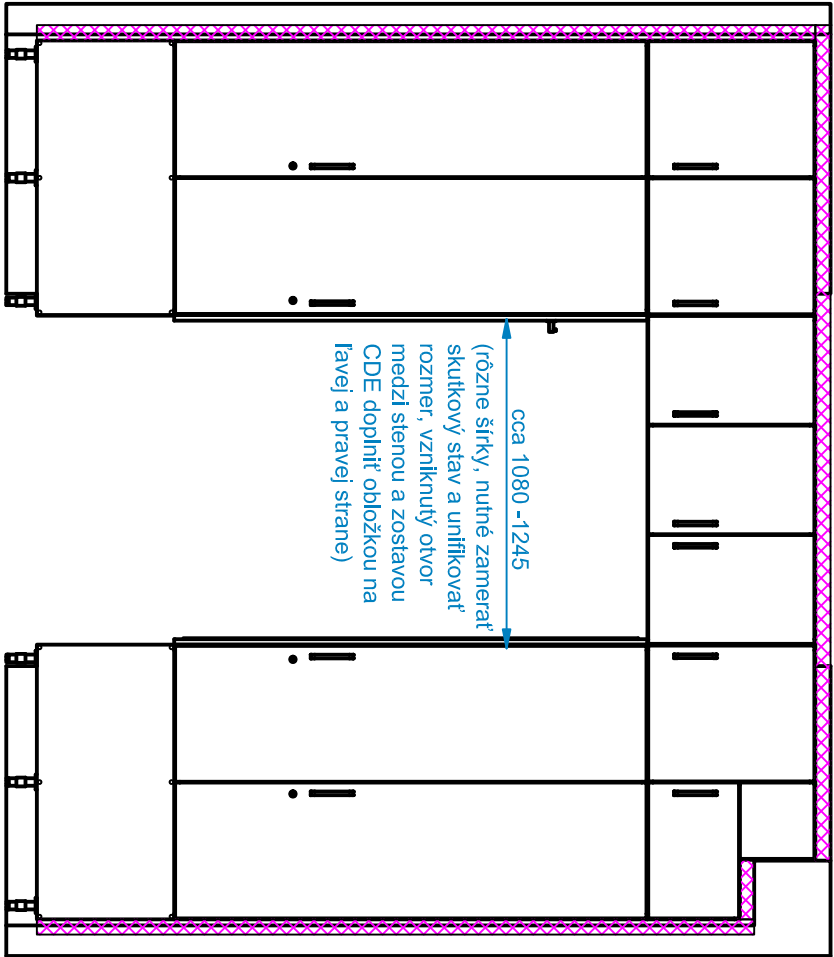 cca 1080 -1245
(rôzne šírky, nutné zamerať
skutkový stav a unifikovať
rozmer, vzniknutý otvor
medzi stenou a zostavou
CDE doplniť obložkou na
ľavej a pravej strane)